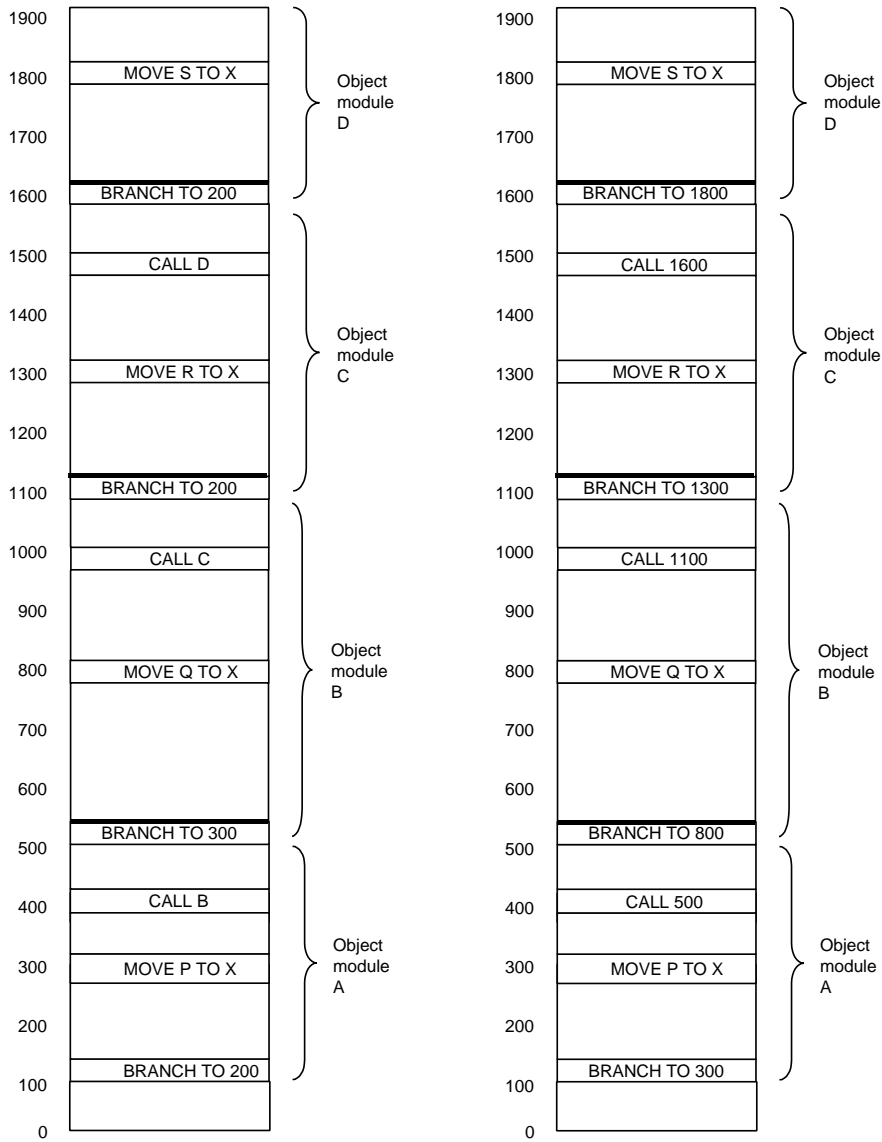 1900
1800
MOVE S TO X
1700
1600
BRANCH TO 200
Object
module
D
1500
CALL D
1400
1300
MOVE R TO X
1200
1100
BRANCH TO 200
Object
module
C
1000
CALL C
900
800
MOVE Q TO X
700
600
BRANCH TO 300
Object
module
B
500
400
CALL B
300
MOVE P TO X
200
BRANCH TO 200
100
0
Object
module
A
1900
1800
MOVE S TO X
1700
1600
BRANCH TO 1800
Object
module
D
1500
CALL 1600
1400
1300
MOVE R TO X
1200
1100
BRANCH TO 1300
Object
module
C
1000
CALL 1100
900
800
MOVE Q TO X
700
600
BRANCH TO 800
Object
module
B
500
400
CALL 500
300
MOVE P TO X
200
BRANCH TO 300
100
0
Object
module
A